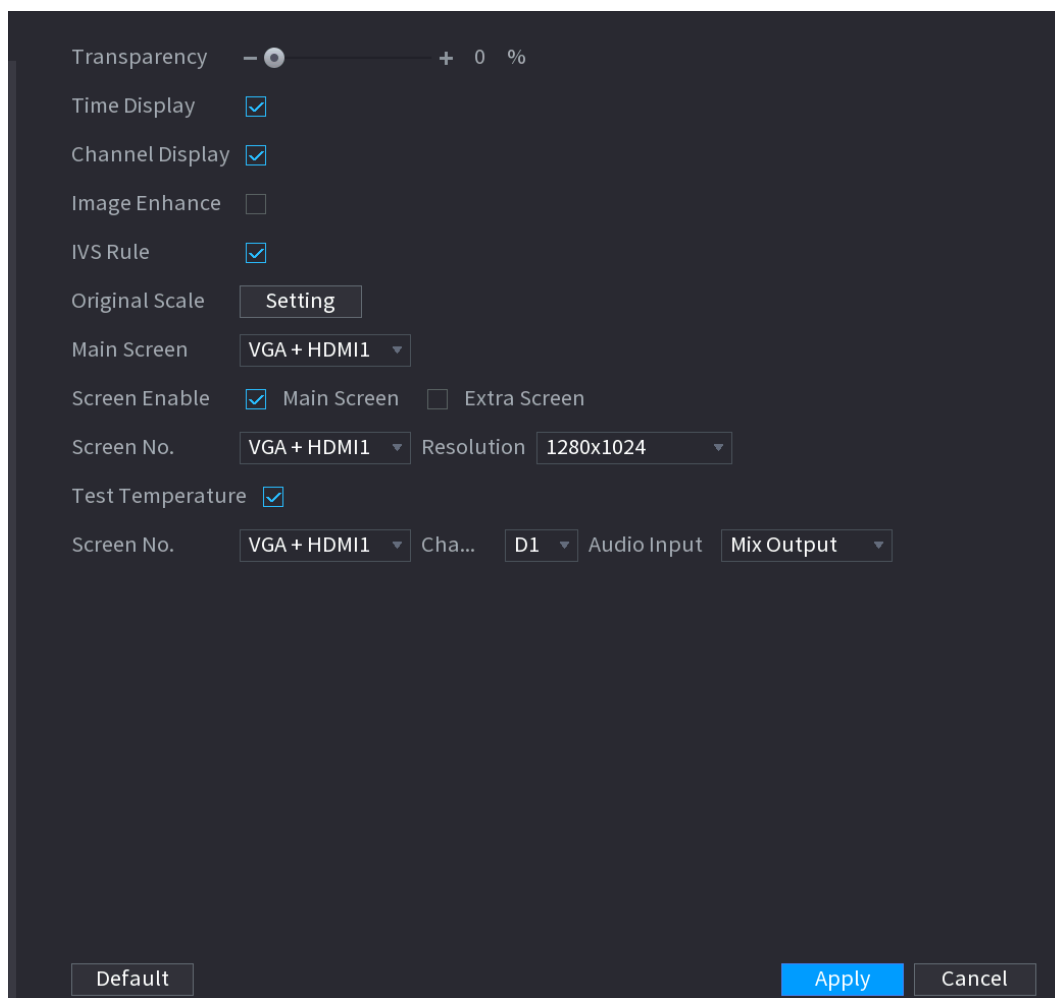 Transparency − + 0 %
Time Display
Channel Display
Image Enhance
IVS Rule
Original Scale Setting
Main Screen VGA + HDMI1
Screen Enable Main Screen Extra Screen
Screen No. VGA + HDMI1 Resolution 1280x1024
Test Temperature
Screen No. VGA + HDMI1 Cha... D1 Audio Input Mix Output
Default Apply Cancel